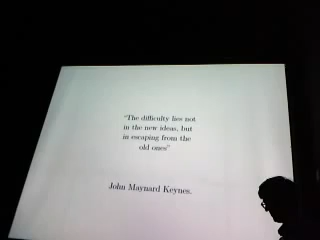 "The difficulty lies not
in the new ideas, but
in escaping from the
old ones"
John Maynard Keynes.